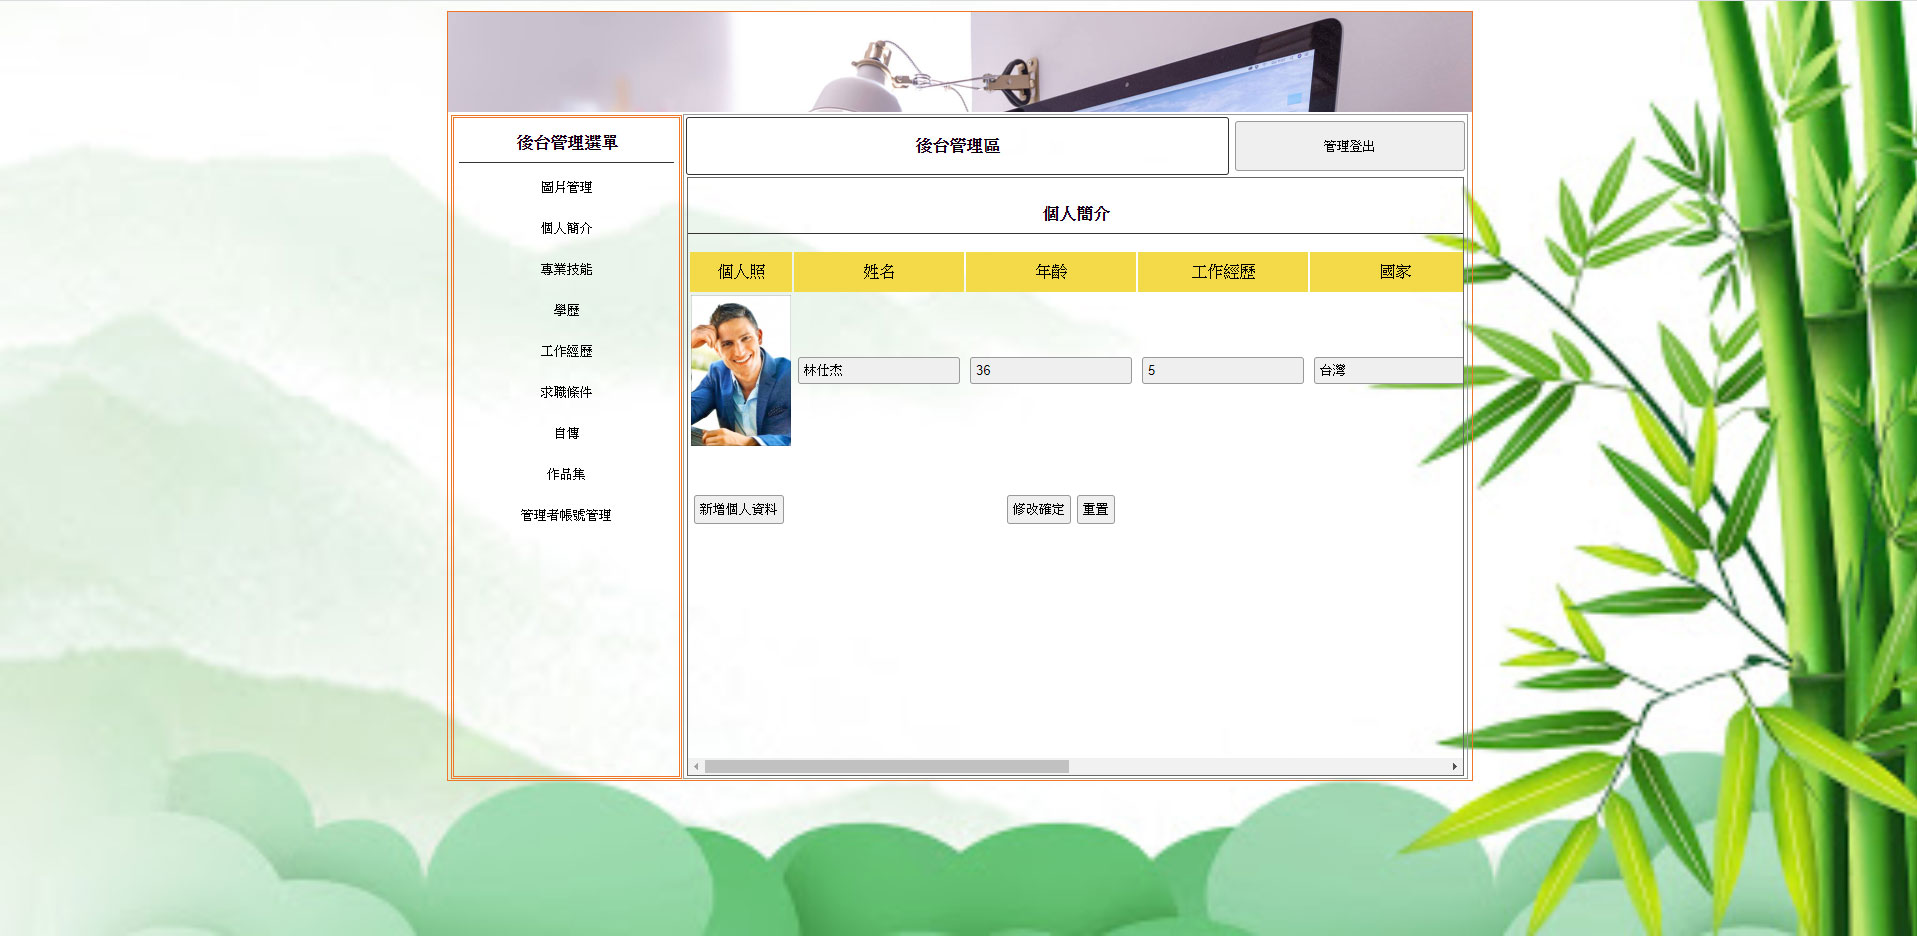 後台管理選單
圖片管理
個人簡介
專業技能
學歷
工作經歷
求職條件
自傳
作品集
管理者帳號管理
後台管理區
管理登出
個人簡介
個人照 姓名 年齡 工作經歷 國家
林仕杰 36 5 台灣
新增個人資料 修改確定 重置